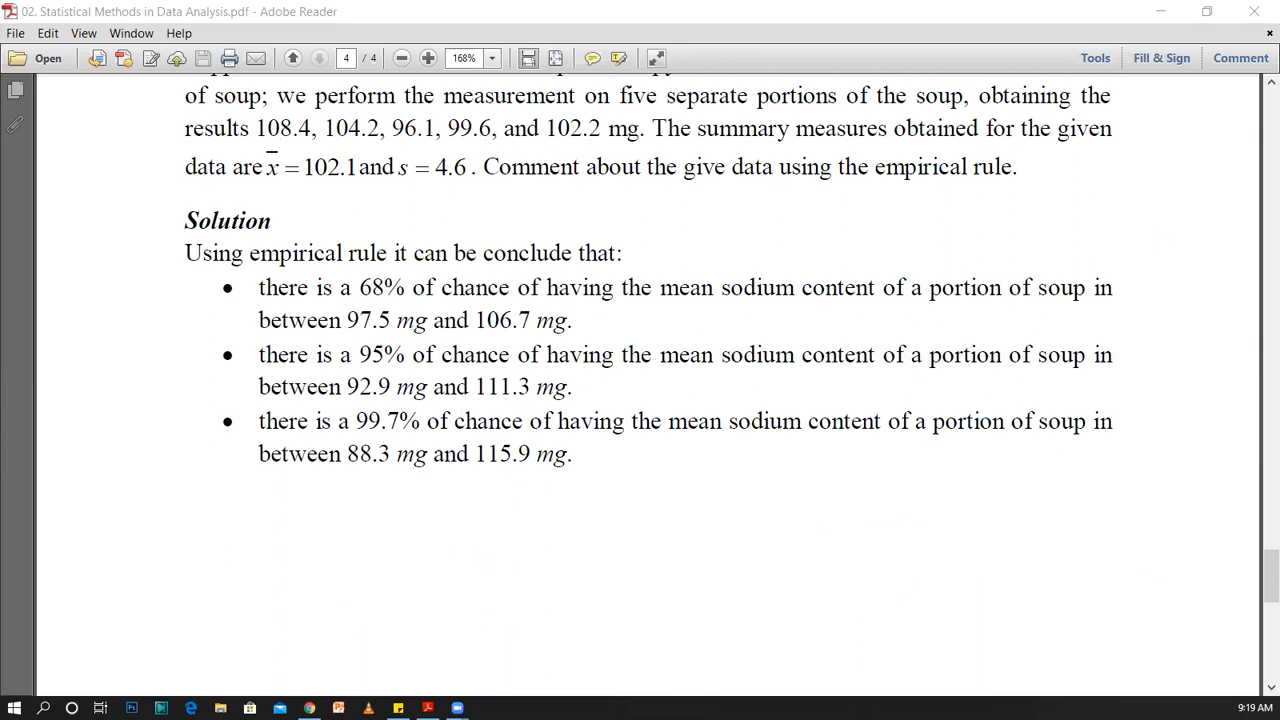 02. Statistical Methods in Data Analysis.pdf - Adobe Reader
File Edit View Window Help
Open 4 / 4 168% Tools Fill & Sign Comment
of soup; we perform the measurement on five separate portions of the soup, obtaining the
results 108.4, 104.2, 96.1, 99.6, and 102.2 mg. The summary measures obtained for the given
data are x̅ = 102.1 and s = 4.6 . Comment about the give data using the empirical rule.
Solution
Using empirical rule it can be conclude that:
• there is a 68% of chance of having the mean sodium content of a portion of soup in
between 97.5 mg and 106.7 mg.
• there is a 95% of chance of having the mean sodium content of a portion of soup in
between 92.9 mg and 111.3 mg.
• there is a 99.7% of chance of having the mean sodium content of a portion of soup in
between 88.3 mg and 115.9 mg.
9:19 AM